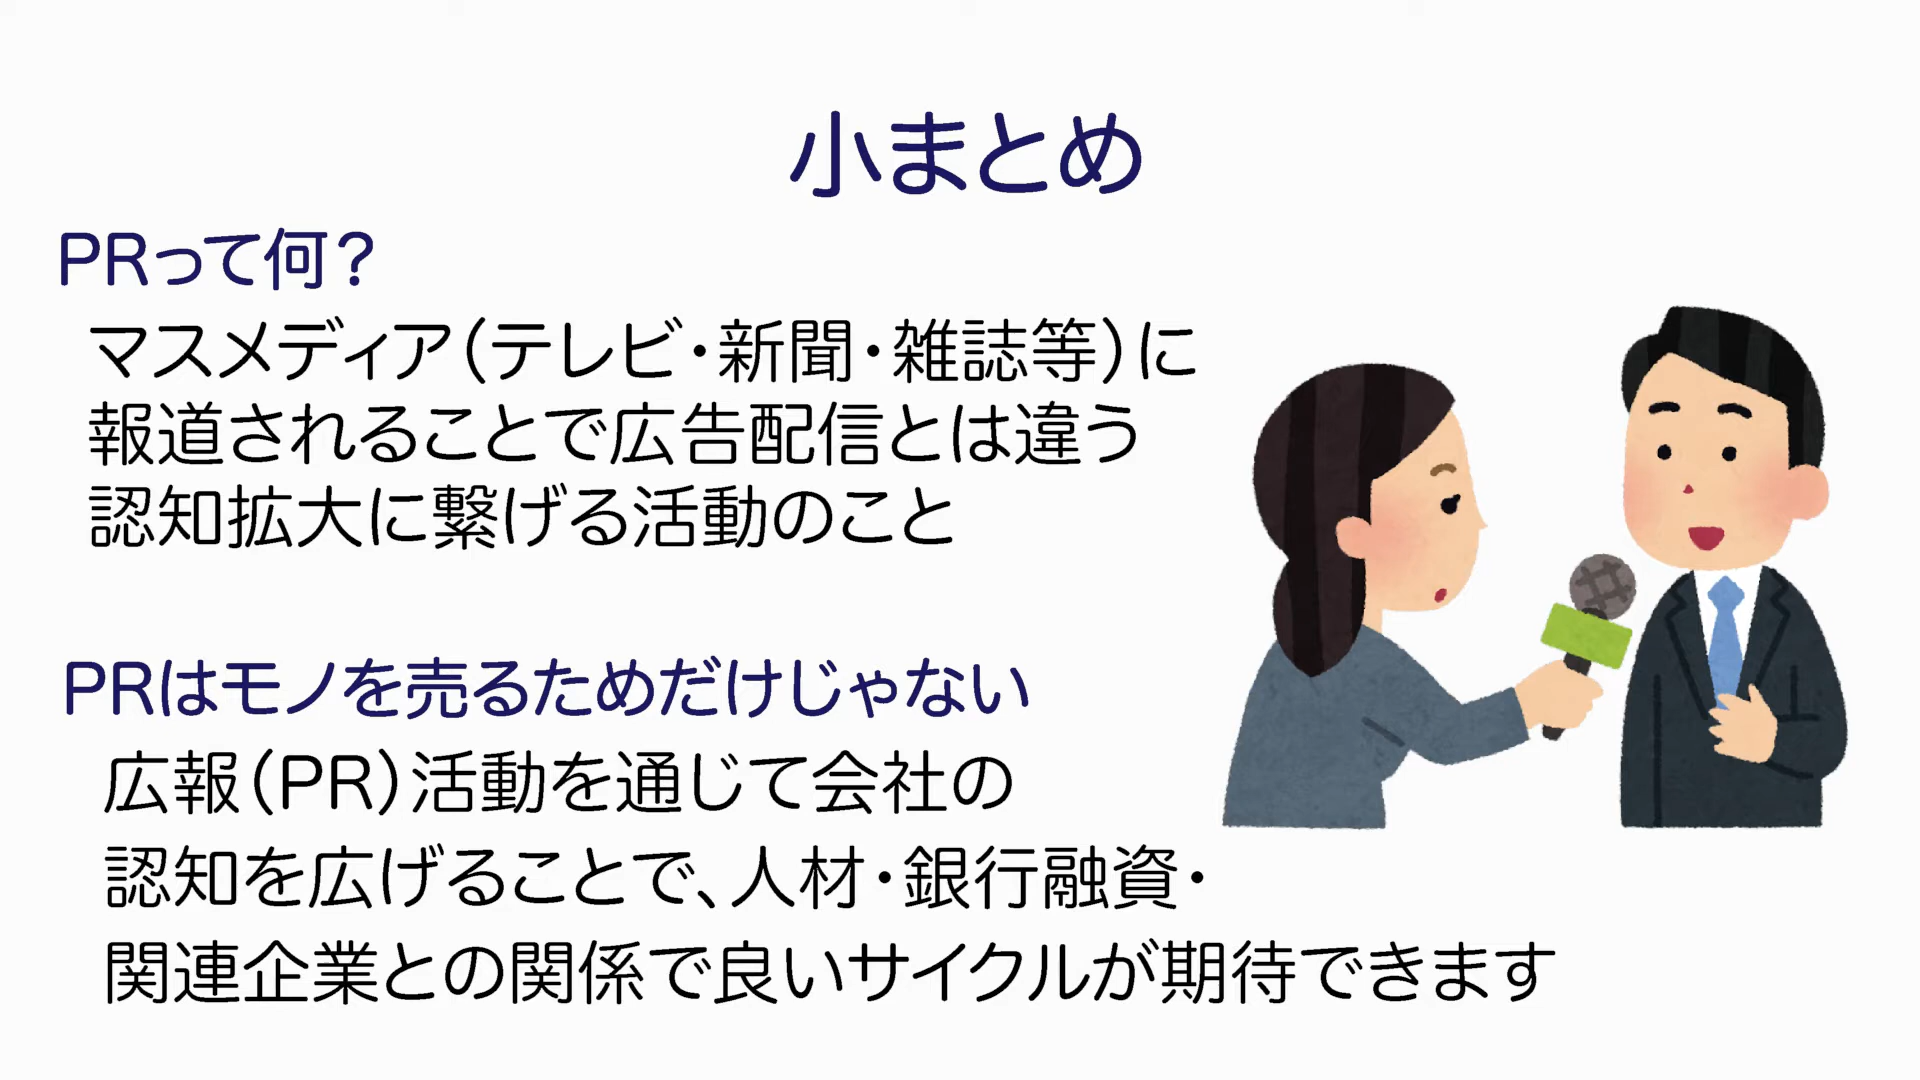 小まとめ
PRって何？
マスメディア（テレビ・新聞・雑誌等）に
報道されることで広告配信とは違う
認知拡大に繋げる活動のこと
PRはモノを売るためだけじゃない
広報（PR）活動を通じて会社の
認知を広げることで、人材・銀行融資・
関連企業との関係で良いサイクルが期待できます